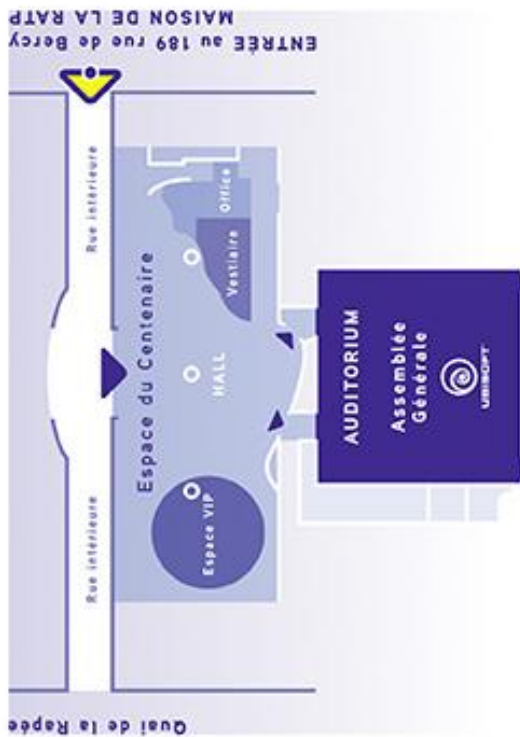 ENTRÉE au 189 rue de Bercy
MAISON DE LA RATP
Rue intérieure
Office
Vestiaire
Espace du Centenaire
HALL
AUDITORIUM
Assemblée
Générale
UBISOFT
Espace VIP
Rue intérieure
Quai de la Rapée